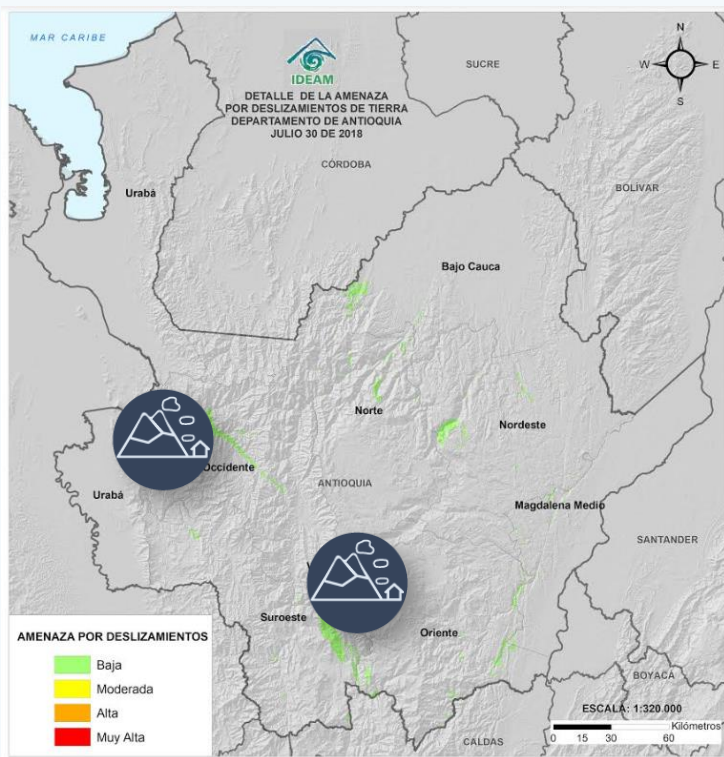 MAR CARIBE
IDEAM
DETALLE DE LA AMENAZA
POR DESLIZAMIENTOS DE TIERRA
DEPARTAMENTO DE ANTIOQUIA
JULIO 30 DE 2018
SUCRE
N
W
E
S
CÓRDOBA
BOLÍVAR
Urabá
Bajo Cauca
Norte
Nordeste
Occidente
ANTIOQUIA
Urabá
Magdalena Medio
SANTANDER
Suroeste
Oriente
BOYACÁ
CALDAS
AMENAZA POR DESLIZAMIENTOS
Baja
Moderada
Alta
Muy Alta
ESCALA: 1:320.000
Kilómetros
0 15 30 60